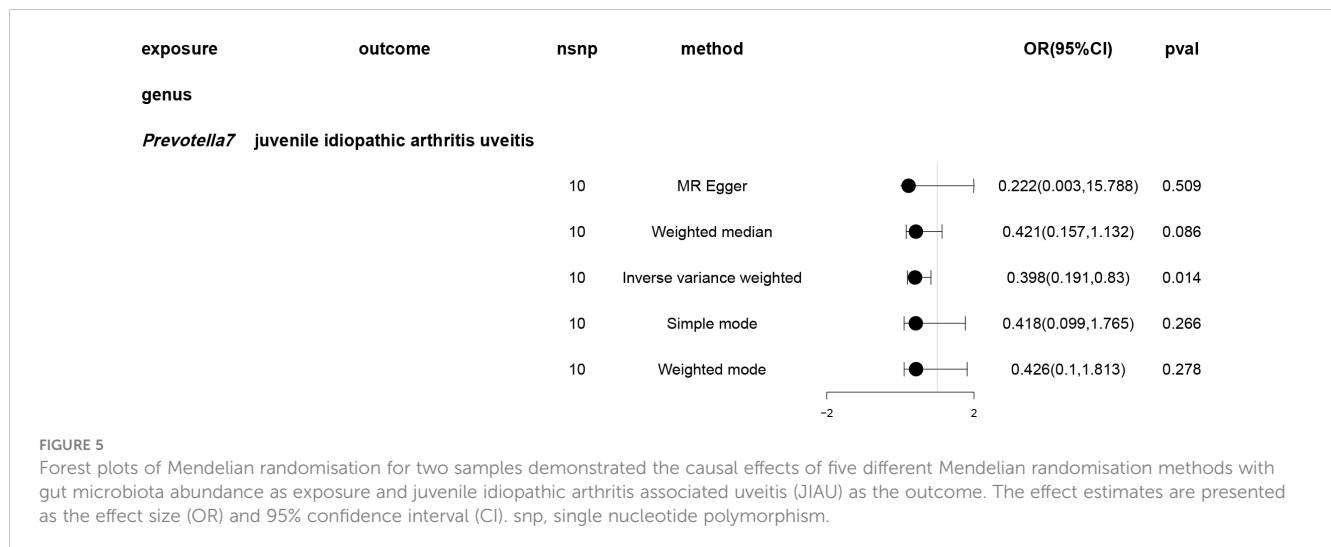 exposure outcome nsnp method OR(95%CI) pval
genus
Prevotella7 juvenile idiopathic arthritis uveitis
10 MR Egger 0.222(0.003,15.788) 0.509
10 Weighted median 0.421(0.157,1.132) 0.086
10 Inverse variance weighted 0.398(0.191,0.83) 0.014
10 Simple mode 0.418(0.099,1.765) 0.266
10 Weighted mode 0.426(0.1,1.813) 0.278
−2 2
FIGURE 5
Forest plots of Mendelian randomisation for two samples demonstrated the causal effects of five different Mendelian randomisation methods with
gut microbiota abundance as exposure and juvenile idiopathic arthritis associated uveitis (JIAU) as the outcome. The effect estimates are presented
as the effect size (OR) and 95% confidence interval (CI). snp, single nucleotide polymorphism.